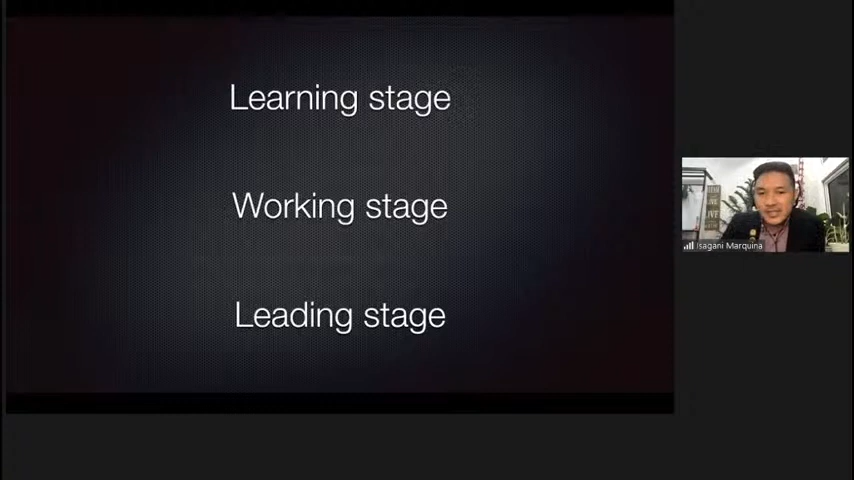 Learning stage
Working stage
Leading stage
Isagani Marquina